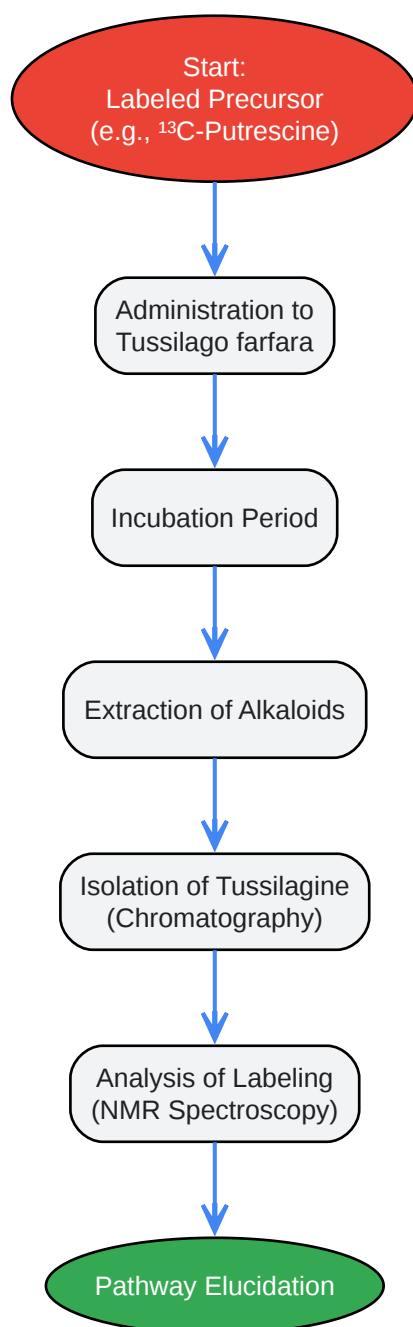 Start:
Labeled Precursor
(e.g., ¹³C-Putrescine)
Administration to
Tussilago farfara
Incubation Period
Extraction of Alkaloids
Isolation of Tussilagine
(Chromatography)
Analysis of Labeling
(NMR Spectroscopy)
Pathway Elucidation